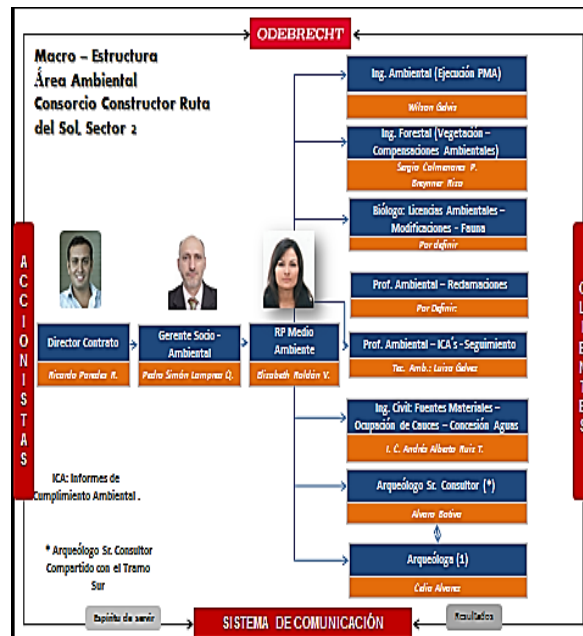 ODEBRECHT
Macro – Estructura
Área Ambiental
Consorcio Constructor Ruta
del Sol, Sector 2
ACCIONISTAS
CLIENTES
Director Contrato
Ricardo Paredes R.
Gerente Socio -
Ambiental
Pedro Simón Lamprea Q.
RP Medio
Ambiente
Elizabeth Roldán V.
Ing. Ambiental (Ejecución PMA)
Wilson Galvis
Ing. Forestal (Vegetación –
Compensaciones Ambientales)
Sergio Colmenares P.
Breynner Rizo
Biólogo: Licencias Ambientales –
Modificaciones - Fauna
Por definir
Prof. Ambiental – Reclamaciones
Por Definir:
Prof. Ambiental – ICA's -Seguimiento
Tec. Amb.: Luisa Galvez
Ing. Civil: Fuentes Materiales –
Ocupación de Cauces – Concesión Aguas
I. C. Andrés Alberto Ruiz T.
Arqueólogo Sr. Consultor (*)
Alvaro Botiva
Arqueóloga (1)
Celia Alvarez
ICA: Informes de
Cumplimiento Ambiental .
* Arqueólogo Sr. Consultor
Compartido con el Tramo
Sur
Espíritu de servir
SISTEMA DE COMUNICACIÓN
Resultados